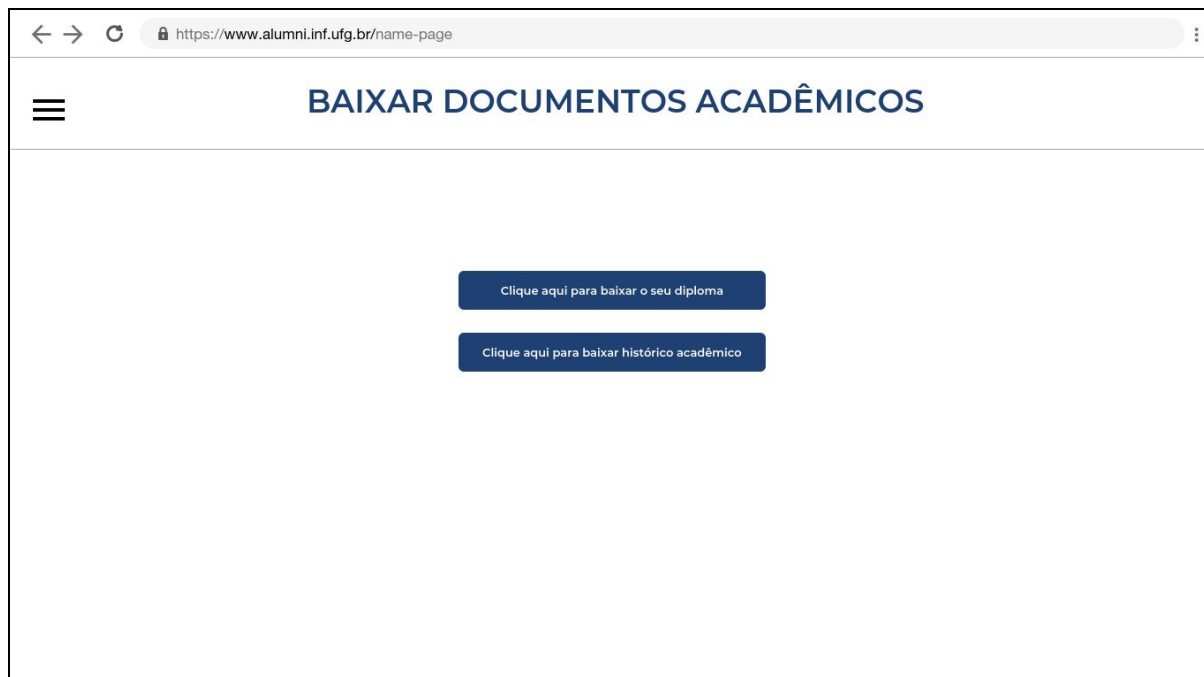 https://www.alumni.inf.ufg.br/name-page
BAIXAR DOCUMENTOS ACADÊMICOS
Clique aqui para baixar o seu diploma
Clique aqui para baixar histórico acadêmico